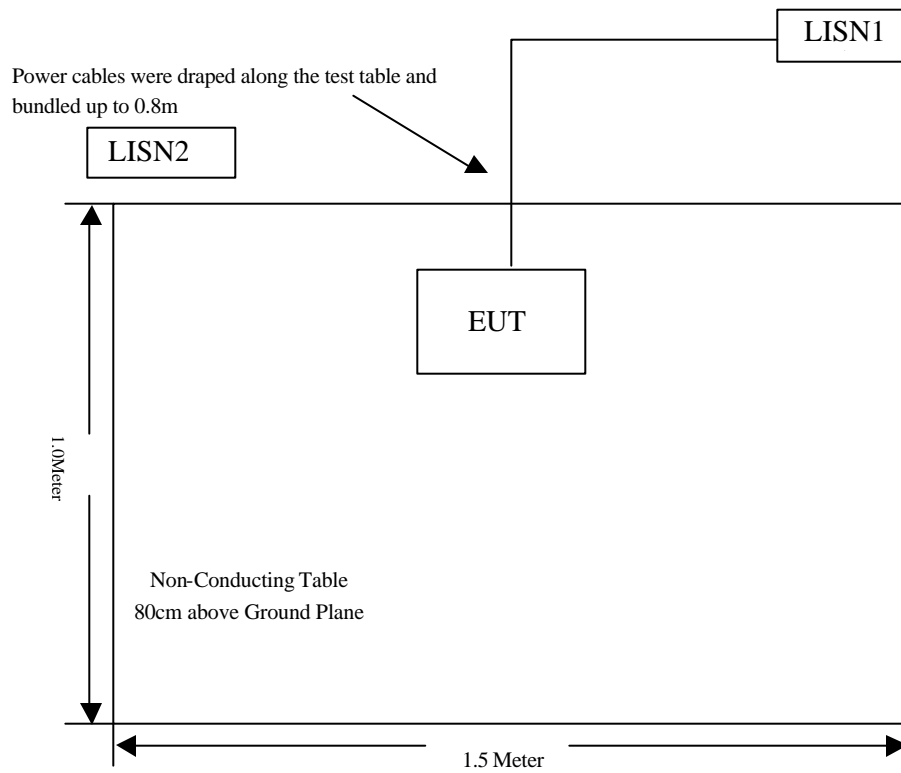 LISN1
Power cables were draped along the test table and
bundled up to 0.8m
LISN2
EUT
1.0Meter
Non-Conducting Table
80cm above Ground Plane
1.5 Meter